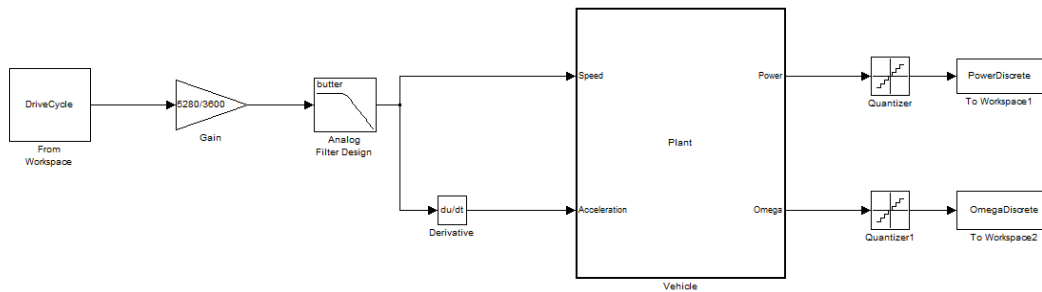 DriveCycle
From
Workspace
5280/3600
Gain
butter
Analog
Filter Design
du/dt
Derivative
Speed
Acceleration
Plant
Power
Omega
Vehicle
Quantizer
PowerDiscrete
To Workspace1
Quantizer1
OmegaDiscrete
To Workspace2